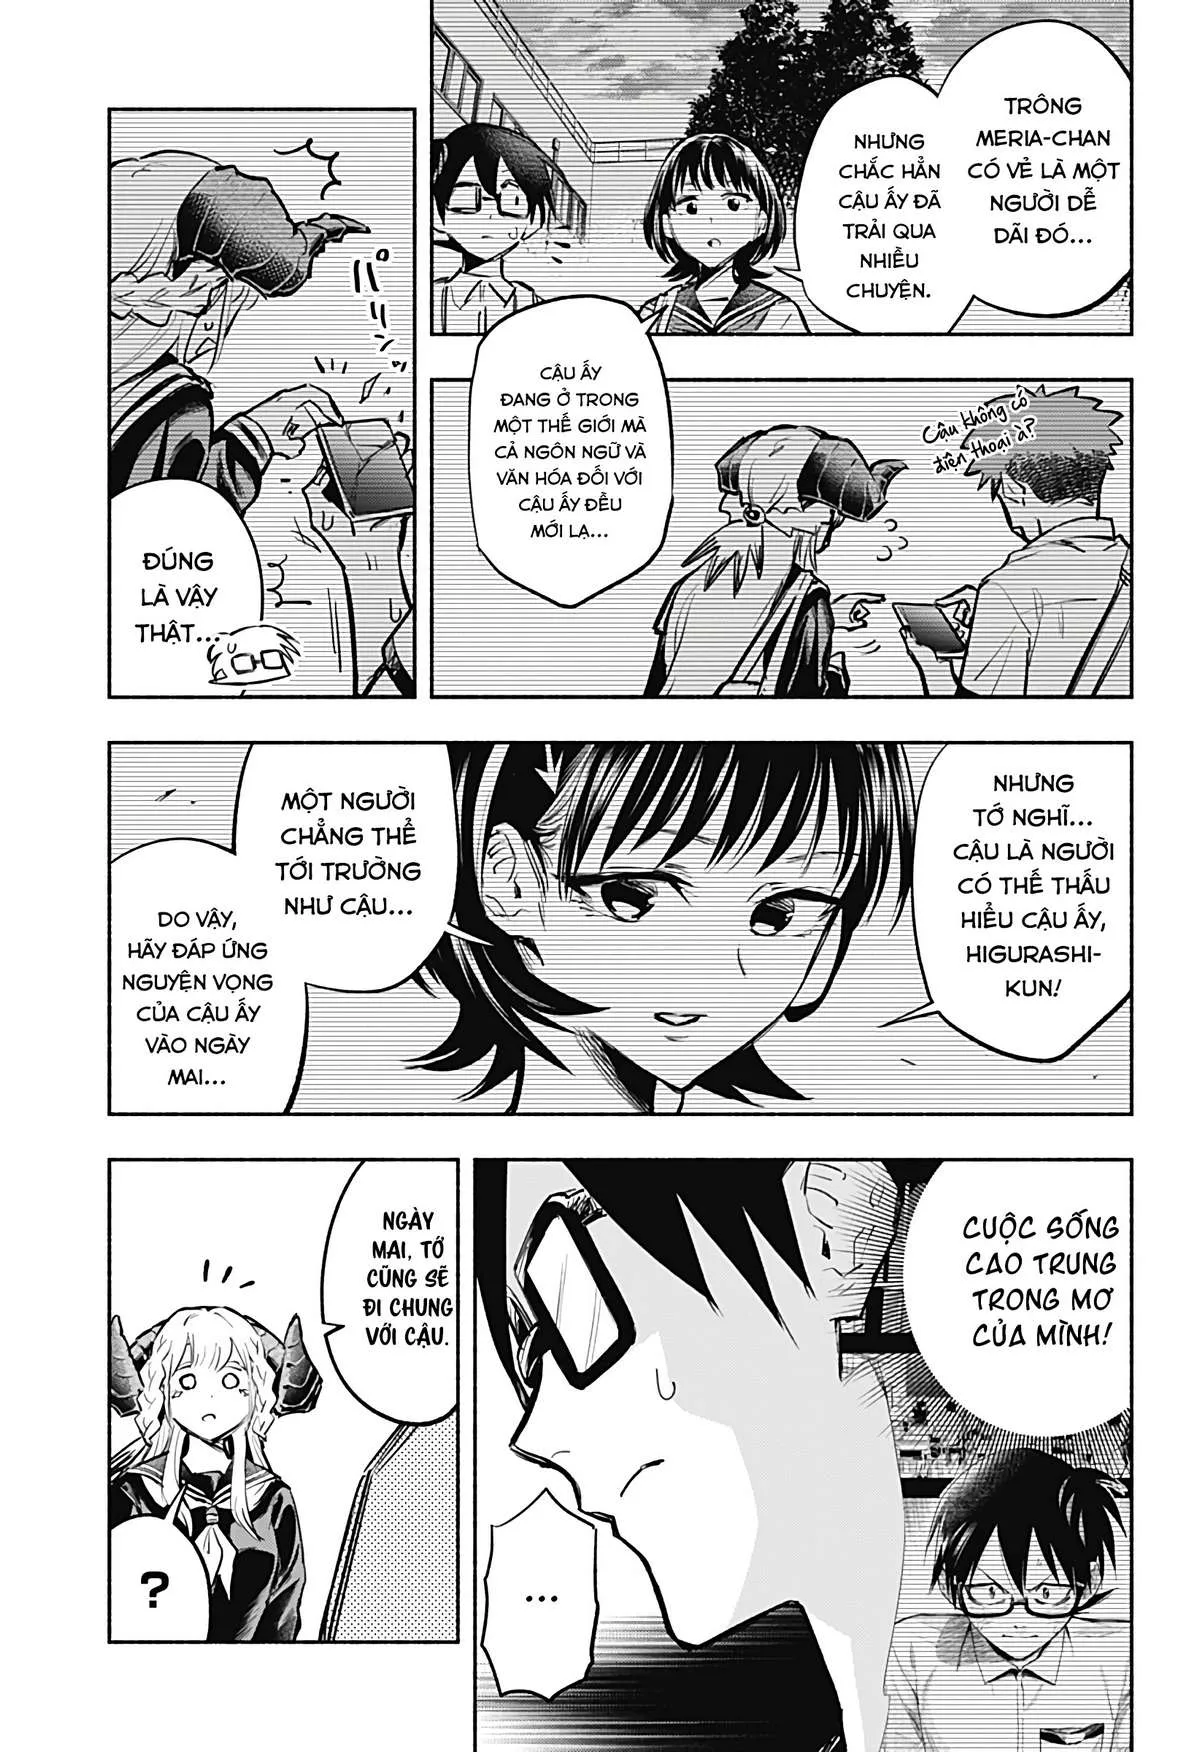 TRÔNG
MERIA-CHAN
CÓ VẺ LÀ MỘT
NGƯỜI DỄ
DÃI ĐÓ...
NHƯNG
CHẮC HẲN
CẬU ẤY ĐÃ
TRẢI QUA
NHIỀU
CHUYỆN.
Cậu không có
điện thoại à?
CẬU ẤY
ĐANG Ở TRONG
MỘT THẾ GIỚI MÀ
CẢ NGÔN NGỮ VÀ
VĂN HÓA ĐỐI VỚI
CẬU ẤY ĐỀU
MỚI LẠ...
ĐÚNG
LÀ VẬY
THẬT...
NHƯNG
TỚ NGHĨ...
CẬU LÀ NGƯỜI
CÓ THỂ THẤU
HIỂU CẬU ẤY,
HIGURASHI-
KUN!
MỘT NGƯỜI
CHẲNG THỂ
TỚI TRƯỜNG
NHƯ CẬU...
DO VẬY,
HÃY ĐÁP ỨNG
NGUYỆN VỌNG
CỦA CẬU ẤY
VÀO NGÀY
MAI...
CUỘC SỐNG
CAO TRUNG
TRONG MƠ
CỦA MÌNH!
...
NGÀY
MAI, TỚ
CŨNG SẼ
ĐI CHUNG
VỚI CẬU.
?